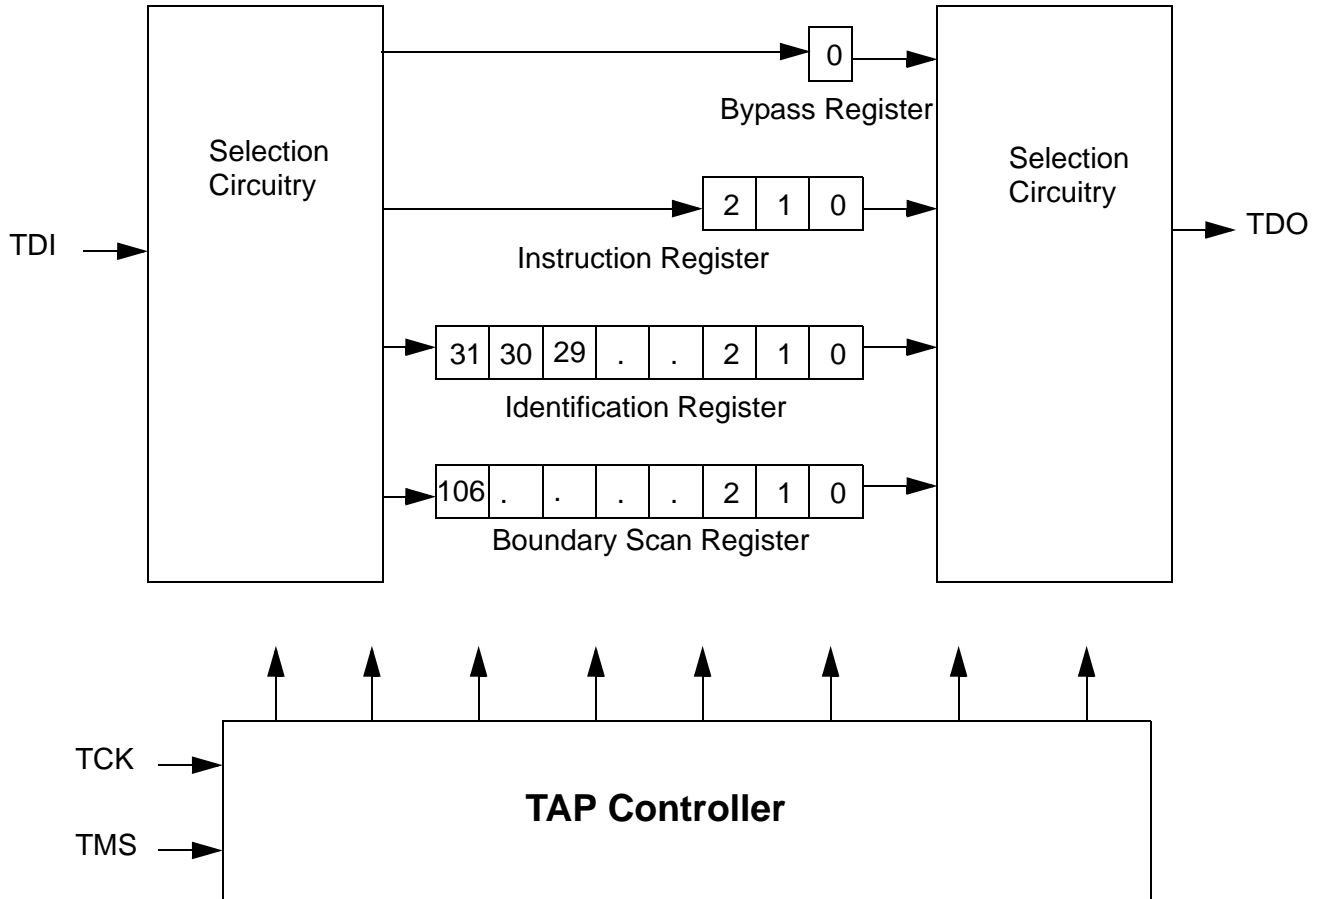 0
Bypass Register
Selection
Circuitry
Selection
Circuitry
2 1 0
TDI
TDO
Instruction Register
31 30 29 . . 2 1 0
Identification Register
106 . . . . 2 1 0
Boundary Scan Register
TCK
TAP Controller
TMS